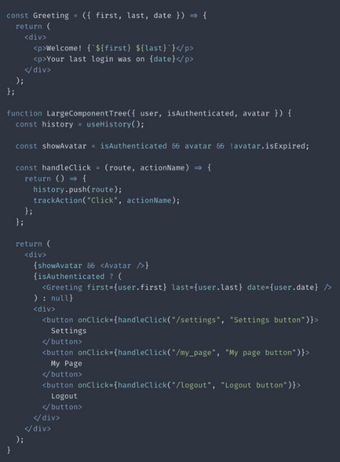 const Greeting = ({ first, last, date }) => {
  return (
    <div>
      <p>Welcome! {`${first} ${last}`}</p>
      <p>Your last login was on {date}</p>
    </div>
  );
};

function LargeComponentTree({ user, isAuthenticated, avatar }) {
  const history = useHistory();

  const showAvatar = isAuthenticated && avatar && !avatar.isExpired;

  const handleClick = (route, actionName) => {
    return () => {
      history.push(route);
      trackAction("Click", actionName);
    };
  };

  return (
    <div>
      {showAvatar && <Avatar />}
      {isAuthenticated ? (
        <Greeting first={user.first} last={user.last} date={user.date} />
      ) : null}
      <div>
        <button onClick={handleClick("/settings", "Settings button")}>
          Settings
        </button>
        <button onClick={handleClick("/my_page", "My page button")}>
          My Page
        </button>
        <button onClick={handleClick("/logout", "Logout button")}>
          Logout
        </button>
      </div>
    </div>
  );
}